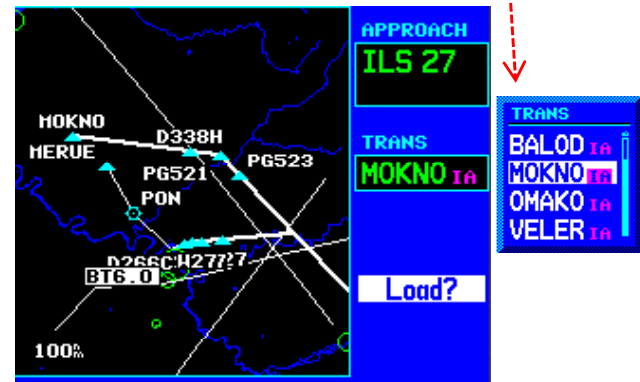 MOKNO
MERUE
D338H
PG521
PG523
PON
BT6.0
100%
APPROACH
ILS 27
TRANS
MOKNO IA
Load?
TRANS
BALOD IA
MOKNO IA
OMAKO IA
VELER IA